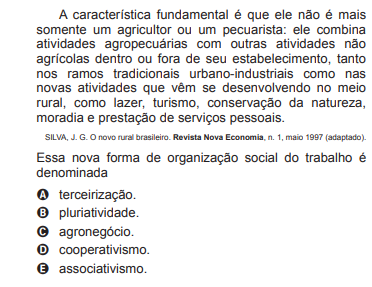 A característica fundamental é que ele não é mais
somente um agricultor ou um pecuarista: ele combina
atividades agropecuárias com outras atividades não
agrícolas dentro ou fora de seu estabelecimento, tanto
nos ramos tradicionais urbano-industriais como nas
novas atividades que vêm se desenvolvendo no meio
rural, como lazer, turismo, conservação da natureza,
moradia e prestação de serviços pessoais.
SILVA, J. G. O novo rural brasileiro. Revista Nova Economia, n. 1, maio 1997 (adaptado).
Essa nova forma de organização social do trabalho é
denominada
A terceirização.
B pluriatividade.
C agronegócio.
D cooperativismo.
E associativismo.